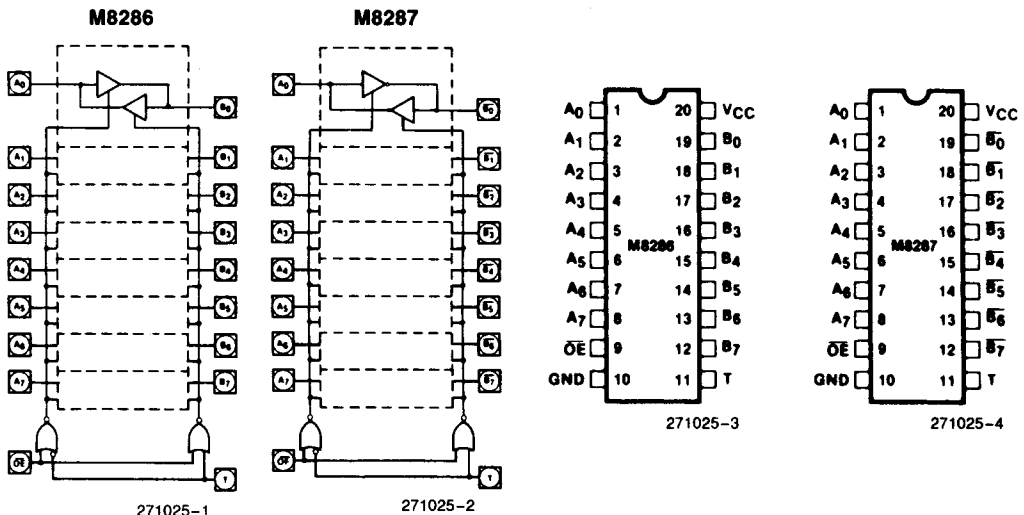 M8286
M8287
A0
B0
A1
B1
A2
B2
A3
B3
A4
B4
A5
B5
A6
B6
A7
B7
OE
T
271025-1
A0
B̅0
A1
B̅1
A2
B̅2
A3
B̅3
A4
B̅4
A5
B̅5
A6
B̅6
A7
B̅7
O̅E̅
T
271025-2
A0 1 20 VCC
A1 2 19 B0
A2 3 18 B1
A3 4 17 B2
A4 5 16 B3
M8286
A5 6 15 B4
A6 7 14 B5
A7 8 13 B6
O̅E̅ 9 12 B7
GND 10 11 T
271025-3
A0 1 20 VCC
A1 2 19 B̅0
A2 3 18 B̅1
A3 4 17 B̅2
A4 5 16 B̅3
M8287
A5 6 15 B̅4
A6 7 14 B̅5
A7 8 13 B̅6
O̅E̅ 9 12 B̅7
GND 10 11 T
271025-4